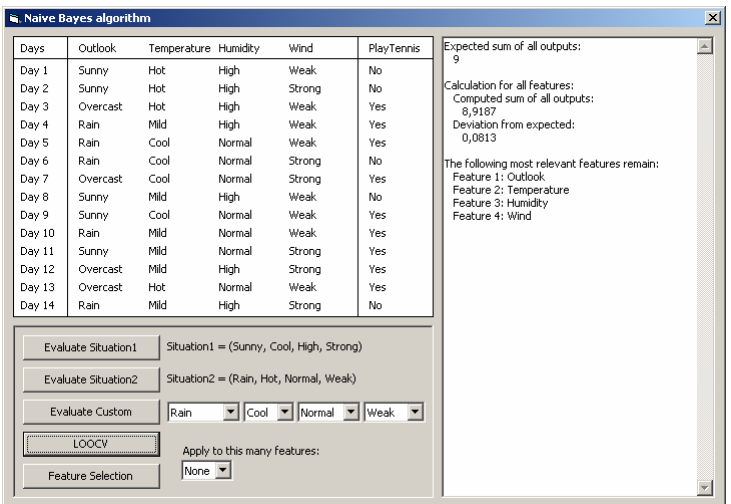 Naive Bayes algorithm
Days Outlook Temperature Humidity Wind PlayTennis
Day 1 Sunny Hot High Weak No
Day 2 Sunny Hot High Strong No
Day 3 Overcast Hot High Weak Yes
Day 4 Rain Mild High Weak Yes
Day 5 Rain Cool Normal Weak Yes
Day 6 Rain Cool Normal Strong No
Day 7 Overcast Cool Normal Strong Yes
Day 8 Sunny Mild High Weak No
Day 9 Sunny Cool Normal Weak Yes
Day 10 Rain Mild Normal Weak Yes
Day 11 Sunny Mild Normal Strong Yes
Day 12 Overcast Mild High Strong Yes
Day 13 Overcast Hot Normal Weak Yes
Day 14 Rain Mild High Strong No
Evaluate Situation1 Situation1 = (Sunny, Cool, High, Strong)
Evaluate Situation2 Situation2 = (Rain, Hot, Normal, Weak)
Evaluate Custom Rain Cool Normal Weak
LOOCV
Apply to this many features:
Feature Selection None
Expected sum of all outputs:
9
Calculation for all features:
Computed sum of all outputs:
8,9187
Deviation from expected:
0,0813
The following most relevant features remain:
Feature 1: Outlook
Feature 2: Temperature
Feature 3: Humidity
Feature 4: Wind